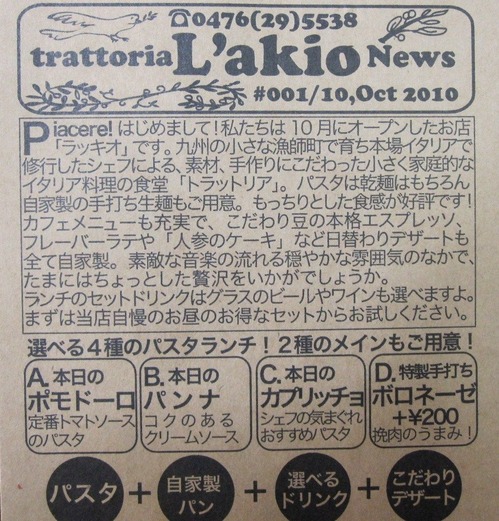 ☎0476(29)5538
trattoria L'akio News
#001/10,Oct 2010
Piacere! はじめまして！私たちは10月にオープンしたお店
「ラッキオ」です。九州の小さな漁師町で育ち本場イタリアで
修行したシェフによる、素材、手作りにこだわった小さく家庭的な
イタリア料理の食堂「トラットリア」。パスタは乾麺はもちろん
自家製の手打ち生麺もご用意。もっちりとした食感が好評です！
カフェメニューも充実で、こだわり豆の本格エスプレッソ、
フレーバーラテや「人参のケーキ」など日替わりデザートも
全て自家製。素敵な音楽の流れる穏やかな雰囲気のなかで、
たまにはちょっとした贅沢をいかがでしょうか。
ランチのセットドリンクはグラスのビールやワインも選べますよ。
まずは当店自慢のお昼のお得なセットからお試しください。
選べる４種のパスタランチ！２種のメインもご用意！
A. 本日の
ポモドーロ
定番トマトソース
のパスタ
B. 本日の
パンナ
コクのある
クリームソース
C. 本日の
カプリッチョ
シェフの気まぐれ
おすすめパスタ
D. 特製手打ち
ボロネーゼ
+¥200
挽肉のうまみ！
パスタ + 自家製
パン + 選べる
ドリンク + こだわり
デザート